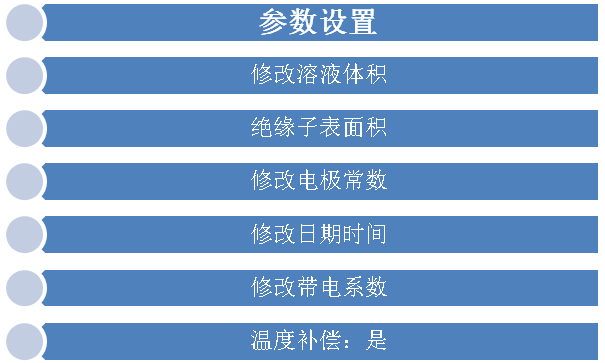 参数设置
修改溶液体积
绝缘子表面积
修改电极常数
修改日期时间
修改带电系数
温度补偿：是